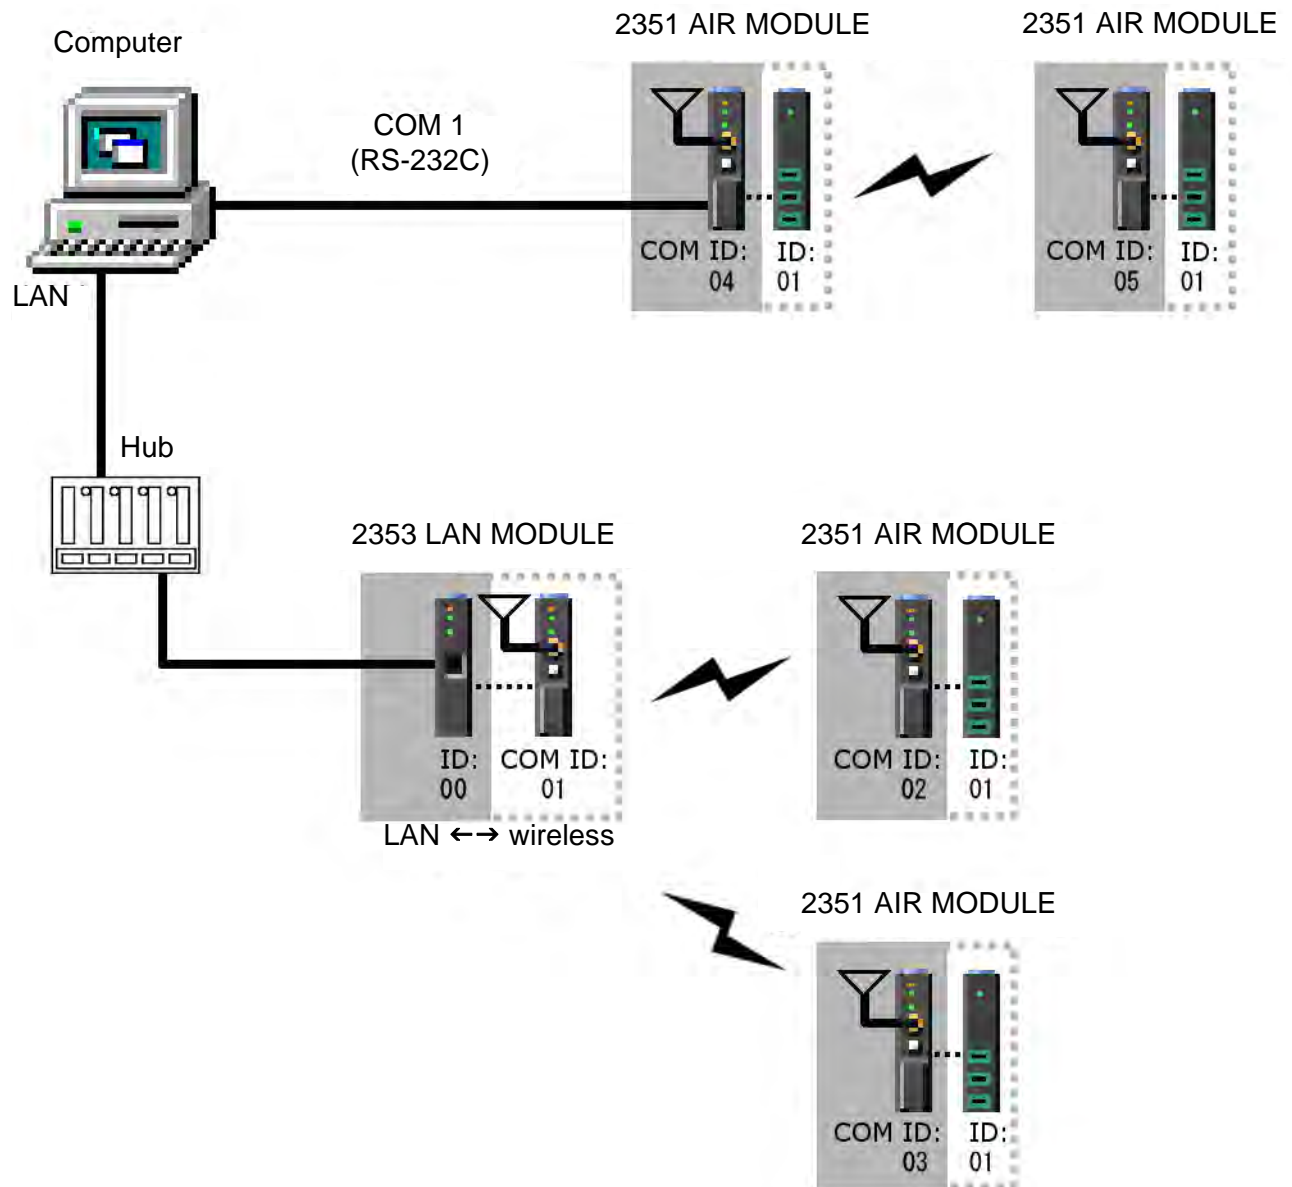 2351 AIR MODULE
2351 AIR MODULE
Computer
COM 1
(RS-232C)
COM ID:
04
ID:
01
COM ID:
05
ID:
01
LAN
Hub
2353 LAN MODULE
2351 AIR MODULE
ID:
00
COM ID:
01
COM ID:
02
ID:
01
LAN ←→ wireless
2351 AIR MODULE
COM ID:
03
ID:
01